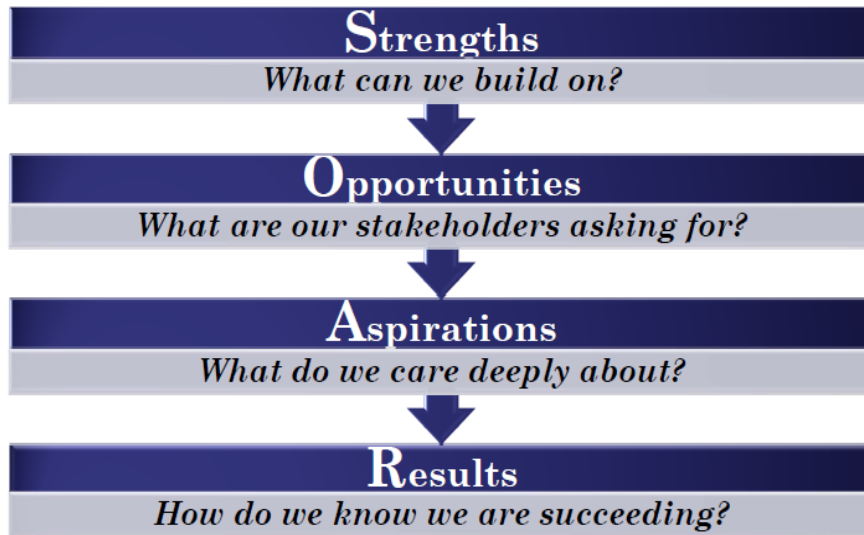 Strengths
What can we build on?
Opportunities
What are our stakeholders asking for?
Aspirations
What do we care deeply about?
Results
How do we know we are succeeding?